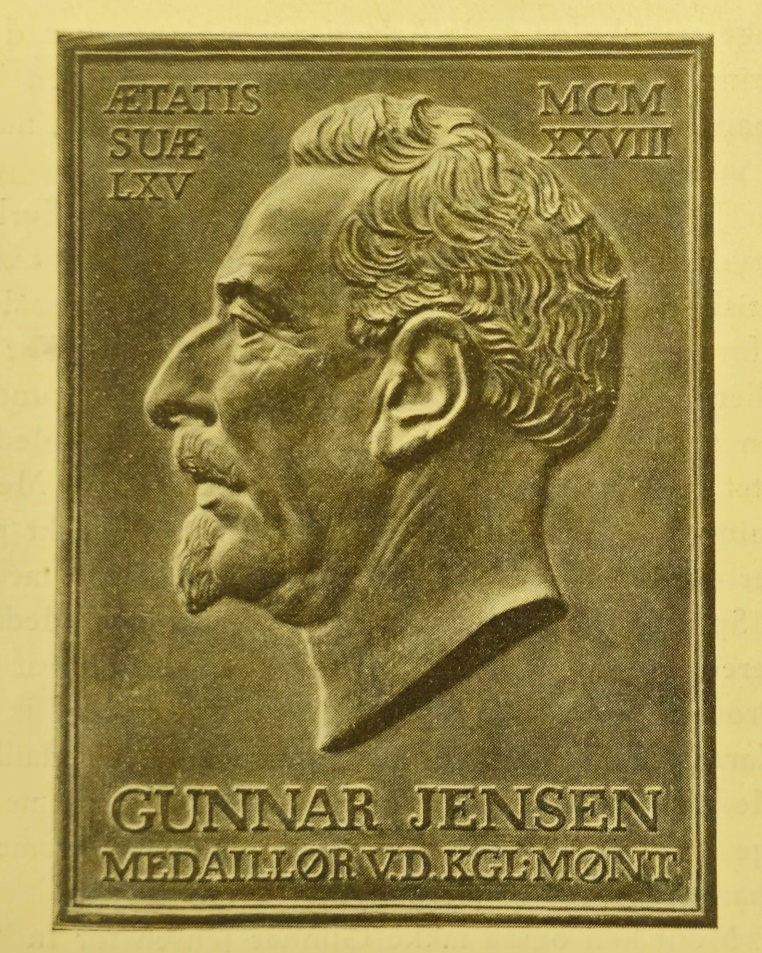 ÆTATIS
SUÆ
LXV
MCM
XXVIII
GUNNAR JENSEN
MEDAILLØR V.D.KGL·MØNT